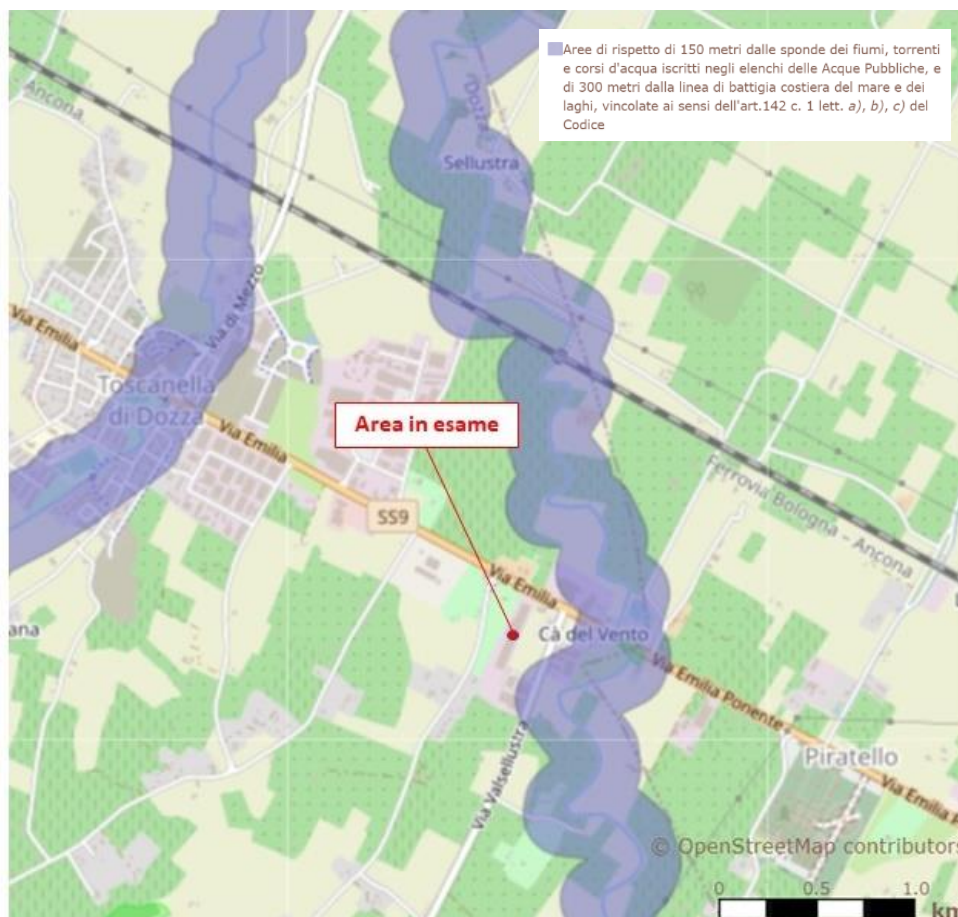 Aree di rispetto di 150 metri dalle sponde dei fiumi, torrenti
e corsi d'acqua iscritti negli elenchi delle Acque Pubbliche, e
di 300 metri dalla linea di battigia costiera del mare e dei
laghi, vincolate ai sensi dell'art.142 c. 1 lett. a), b), c) del
Codice
Ancona
Dozza
Sellustra
Via di Mezzo
Via Emilia
Toscanella
di Dozza
Via Emilia
Area in esame
SS9
Ferrovia Bologna - Ancona
Via Emilia
Cà del Vento
ana
Via Emilia Ponente
Piratello
Via Valsellustra
Via Emilia P
© OpenStreetMap contributors
0 0.5 1.0
km